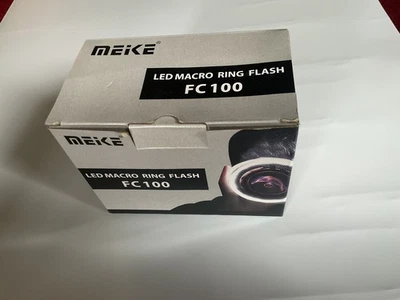 MEIKE®
LED MACRO RING FLASH
FC100
MEIKE®
LED MACRO RING FLASH
FC100